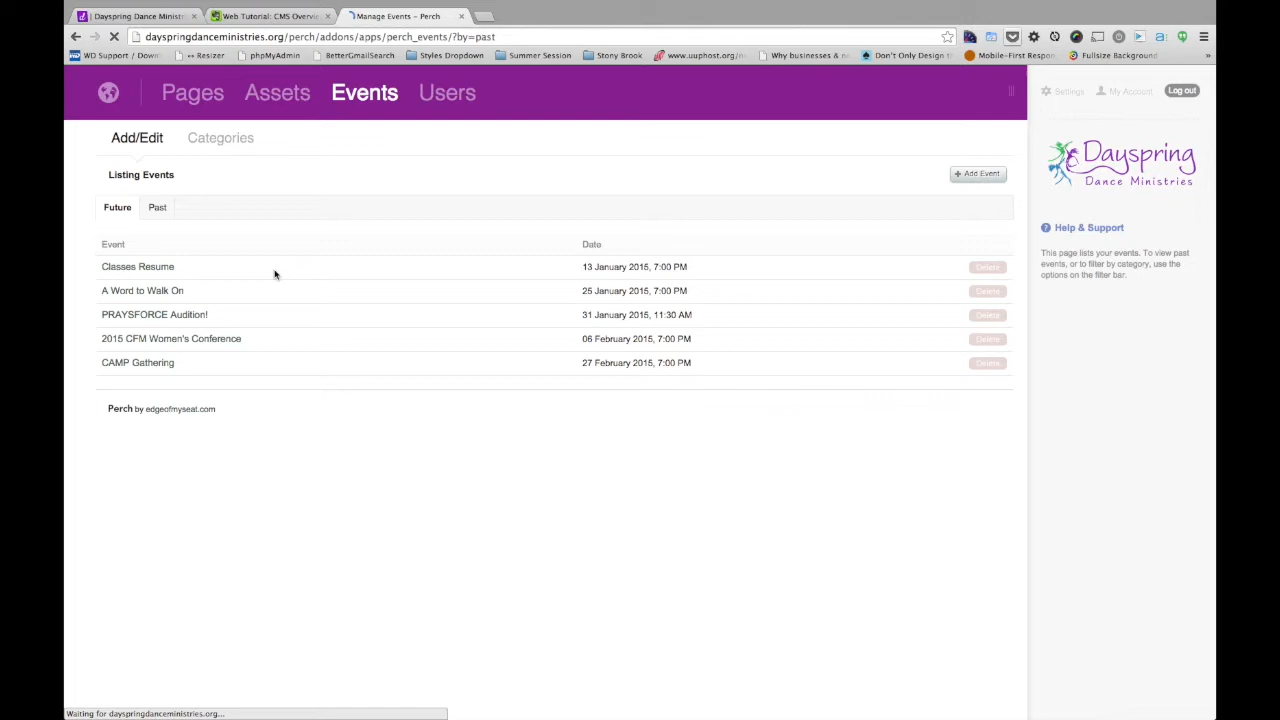 | Dayspring Dance Ministr
Web Tutorial: CMS Overvie
Manage Events – Perch
dayspringdanceministries.org/perch/addons/apps/perch_events/?by=past
WD Support / Down
↔ Resizer
phpMyAdmin
BetterGmailSearch
Styles Dropdown
Summer Session
Stony Brook
www.uuphost.org/
Why businesses & n
Don't Only Design t
Mobile-First Respon
Fullsize Background
»
Pages Assets Events Users
Settings My Account Log out
Add/Edit Categories
Dayspring
Dance Ministries
Listing Events
+ Add Event
Future Past
Help & Support
This page lists your events. To view past
events, or to filter by category, use the
options on the filter bar.
Event Date
Classes Resume 13 January 2015, 7:00 PM Delete
A Word to Walk On 25 January 2015, 7:00 PM Delete
PRAYSFORCE Audition! 31 January 2015, 11:30 AM Delete
2015 CFM Women's Conference 06 February 2015, 7:00 PM Delete
CAMP Gathering 27 February 2015, 7:00 PM Delete
Perch by edgeofmyseat.com
Waiting for dayspringdanceministries.org...